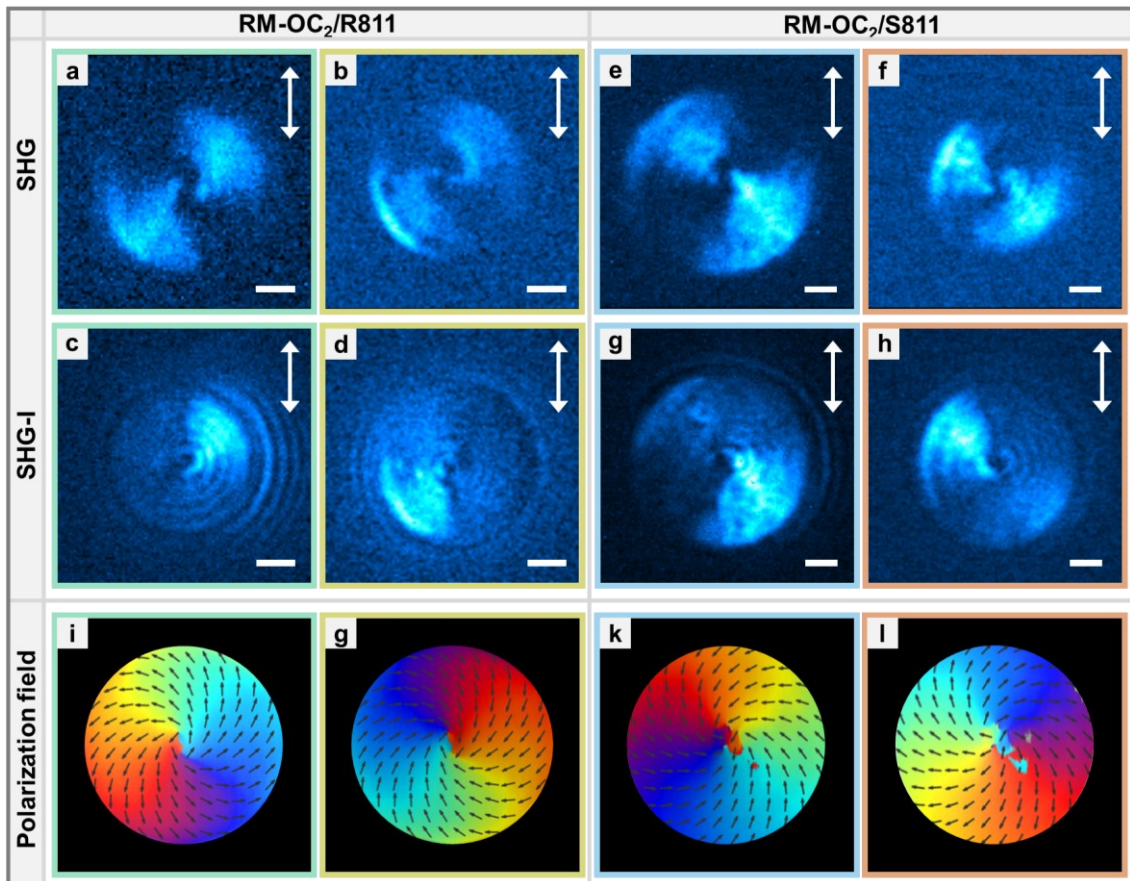 RM-OC₂/R811
RM-OC₂/S811
SHG
a
b
e
f
SHG-I
c
d
g
h
Polarization field
i
g
k
l